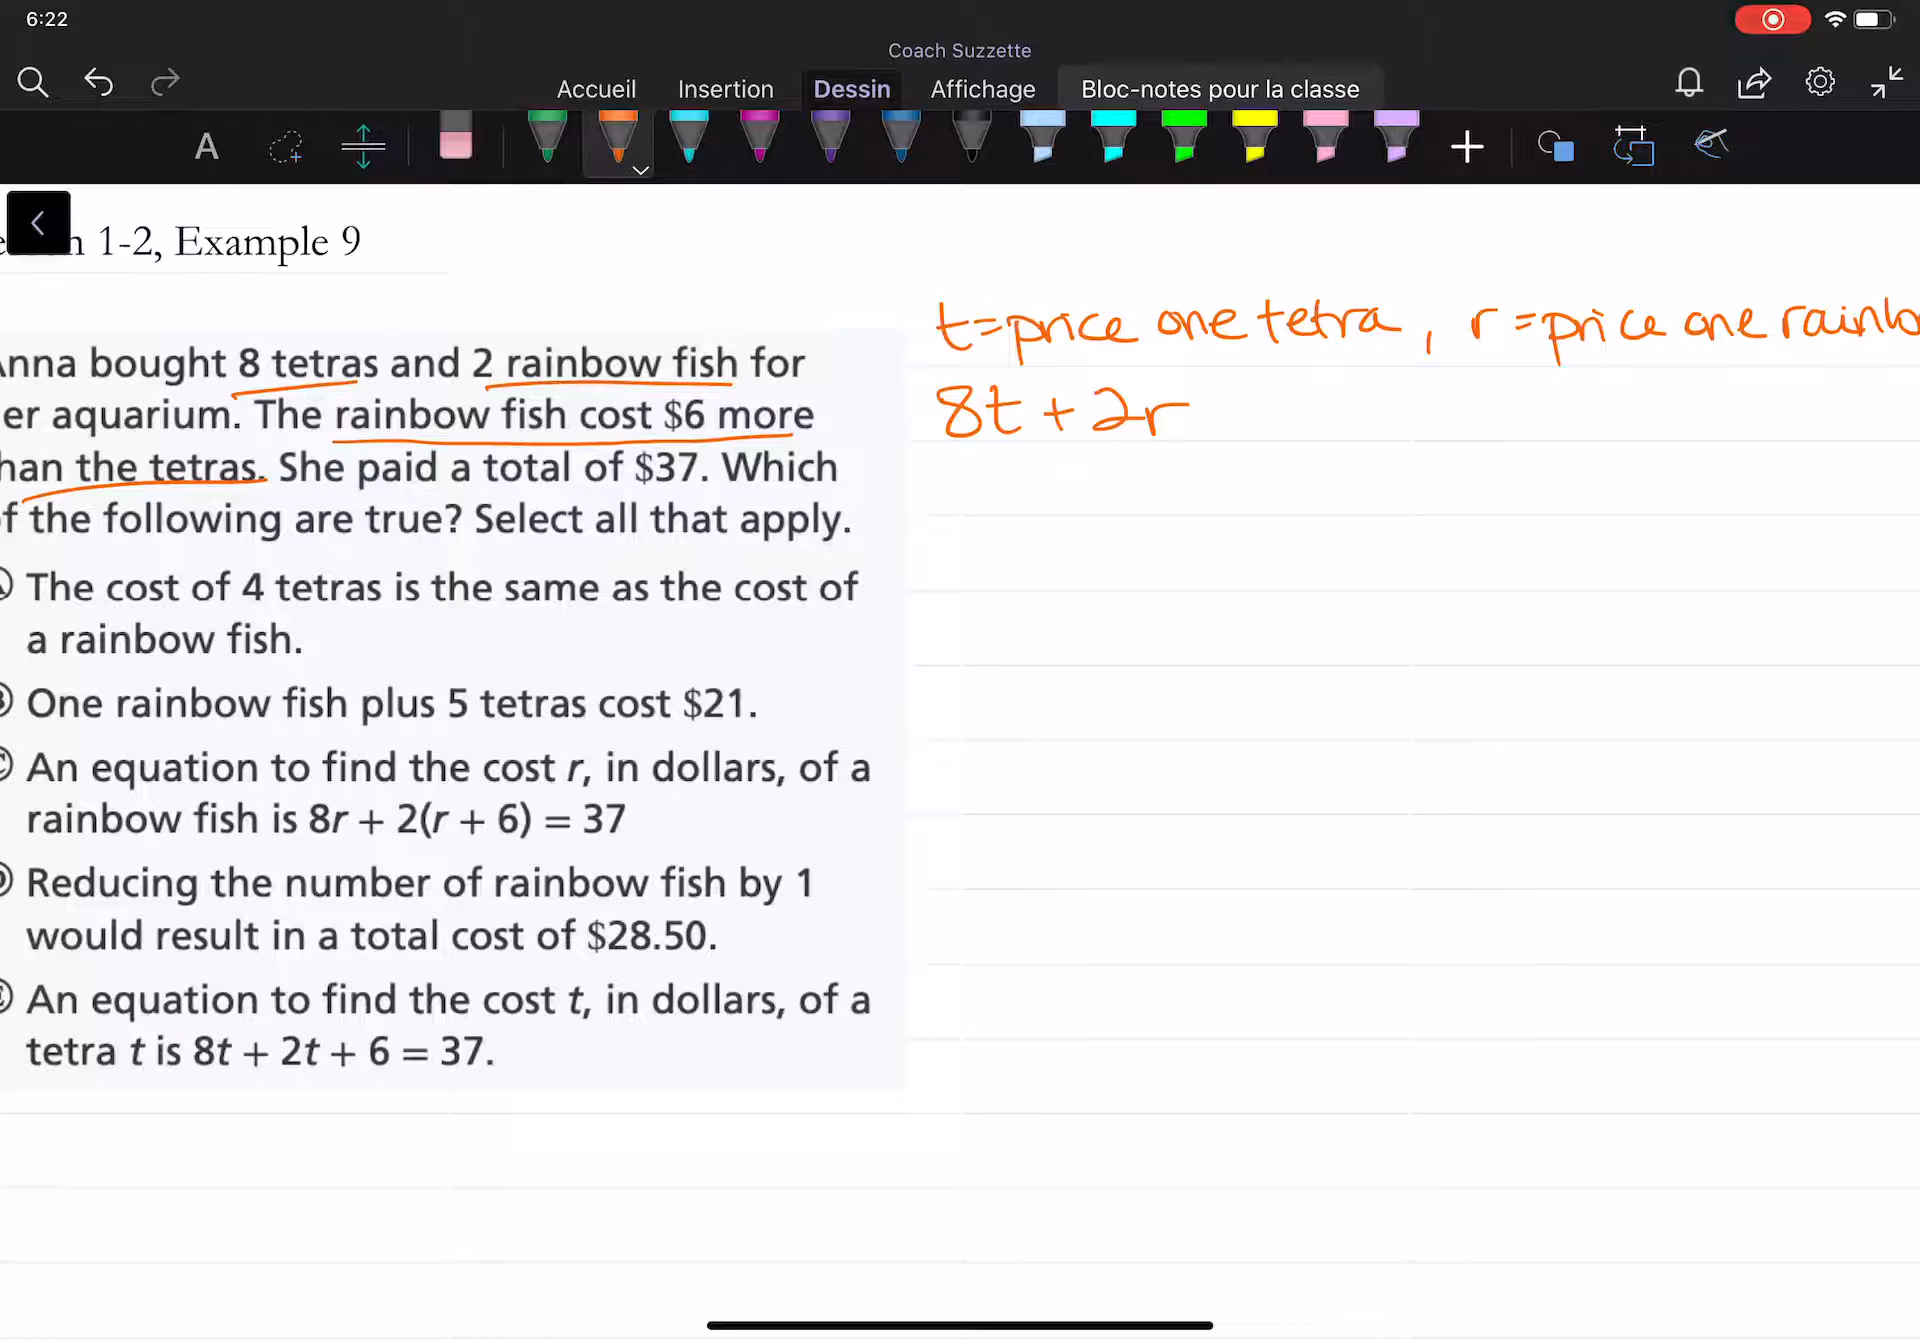 6:22
Coach Suzzette
Accueil Insertion Dessin Affichage Bloc-notes pour la classe
A
1-2, Example 9
t=price one tetra, r=price one rainbo
8t+2r
nna bought 8 tetras and 2 rainbow fish for
er aquarium. The rainbow fish cost $6 more
han the tetras. She paid a total of $37. Which
f the following are true? Select all that apply.
The cost of 4 tetras is the same as the cost of
a rainbow fish.
One rainbow fish plus 5 tetras cost $21.
An equation to find the cost r, in dollars, of a
rainbow fish is 8r + 2(r + 6) = 37
Reducing the number of rainbow fish by 1
would result in a total cost of $28.50.
An equation to find the cost t, in dollars, of a
tetra t is 8t + 2t + 6 = 37.